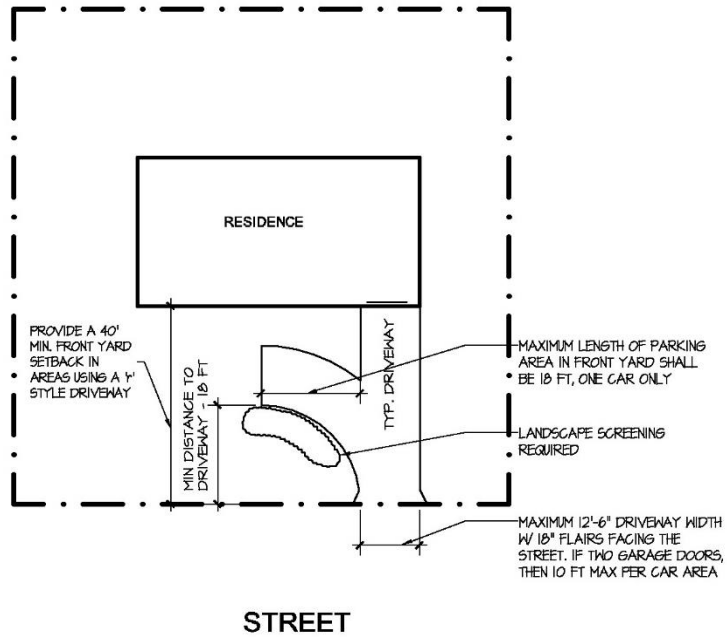 RESIDENCE
PROVIDE A 40'
MIN. FRONT YARD
SETBACK IN
AREAS USING A 'Y'
STYLE DRIVEWAY
MIN DISTANCE TO
DRIVEWAY - 18 FT
TYP. DRIVEWAY
MAXIMUM LENGTH OF PARKING
AREA IN FRONT YARD SHALL
BE 18 FT, ONE CAR ONLY
LANDSCAPE SCREENING
REQUIRED
MAXIMUM 12'-6" DRIVEWAY WIDTH
W/ 18" FLAIRS FACING THE
STREET. IF TWO GARAGE DOORS,
THEN 10 FT MAX PER CAR AREA
STREET